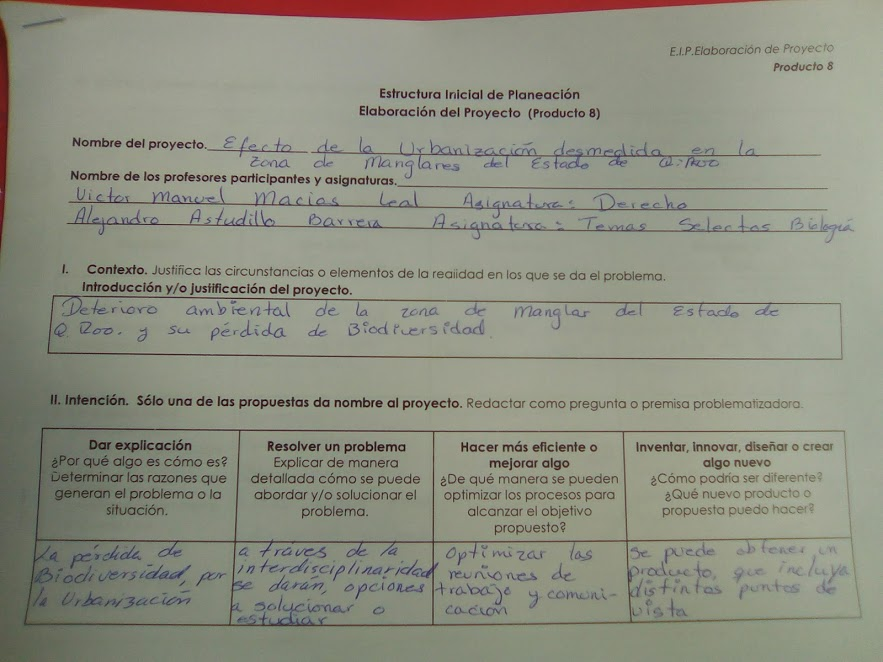 E.I.P.Elaboración de Proyecto
Producto 8
Estructura Inicial de Planeación
Elaboración del Proyecto (Producto 8)
Nombre del proyecto. Efecto de la Urbanización desmedida en la
zona de Manglares del Estado de Q.Roo
Nombre de los profesores participantes y asignaturas.
Victor Manuel Macias Leal Asignatura: Derecho
Alejandro Astudillo Barrera Asignatura: Temas Selectos Biología
I. Contexto. Justifica las circunstancias o elementos de la realidad en los que se da el problema.
Introducción y/o justificación del proyecto.
Deterioro ambiental de la zona de Manglar del Estado de
Q. Roo. y su pérdida de Biodiversidad.
II. Intención. Sólo una de las propuestas da nombre al proyecto. Redactar como pregunta o premisa problematizadora.
Dar explicación
¿Por qué algo es cómo es?
Determinar las razones que
generan el problema o la
situación.
Resolver un problema
Explicar de manera
detallada cómo se puede
abordar y/o solucionar el
problema.
Hacer más eficiente o
mejorar algo
¿De qué manera se pueden
optimizar los procesos para
alcanzar el objetivo
propuesto?
Inventar, innovar, diseñar o crear
algo nuevo
¿Cómo podría ser diferente?
¿Qué nuevo producto o
propuesta puedo hacer?
La pérdida de
Biodiversidad, por
la Urbanización
a tráves de la
interdisciplinaridad
se darán, opciones
a solucionar o
estudiar
Optimizar las
reuniones de
trabajo y comuni-
cación
Se puede obtener un
producto, que incluya
distintos puntos de
vista